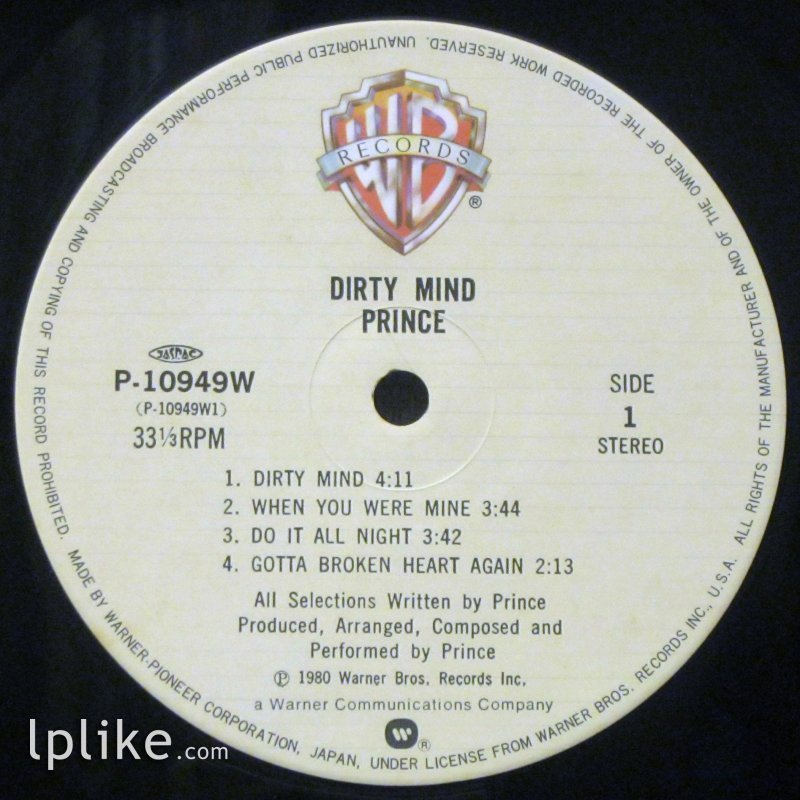 ALL RIGHTS OF THE MANUFACTURER AND OF THE OWNER OF THE RECORDED WORK RESERVED. UNAUTHORIZED PUBLIC PERFORMANCE BROADCASTING AND COPYING OF THIS RECORD PROHIBITED.
WB
RECORDS
®
DIRTY MIND
PRINCE
JASRAC
P-10949W
(P-10949W1)
33⅓RPM
SIDE
1
STEREO
1. DIRTY MIND 4:11
2. WHEN YOU WERE MINE 3:44
3. DO IT ALL NIGHT 3:42
4. GOTTA BROKEN HEART AGAIN 2:13
All Selections Written by Prince
Produced, Arranged, Composed and
Performed by Prince
℗ 1980 Warner Bros. Records Inc.
a Warner Communications Company
®
MADE BY WARNER-PIONEER CORPORATION, JAPAN, UNDER LICENSE FROM WARNER BROS. RECORDS INC., U.S.A.
lplike.com